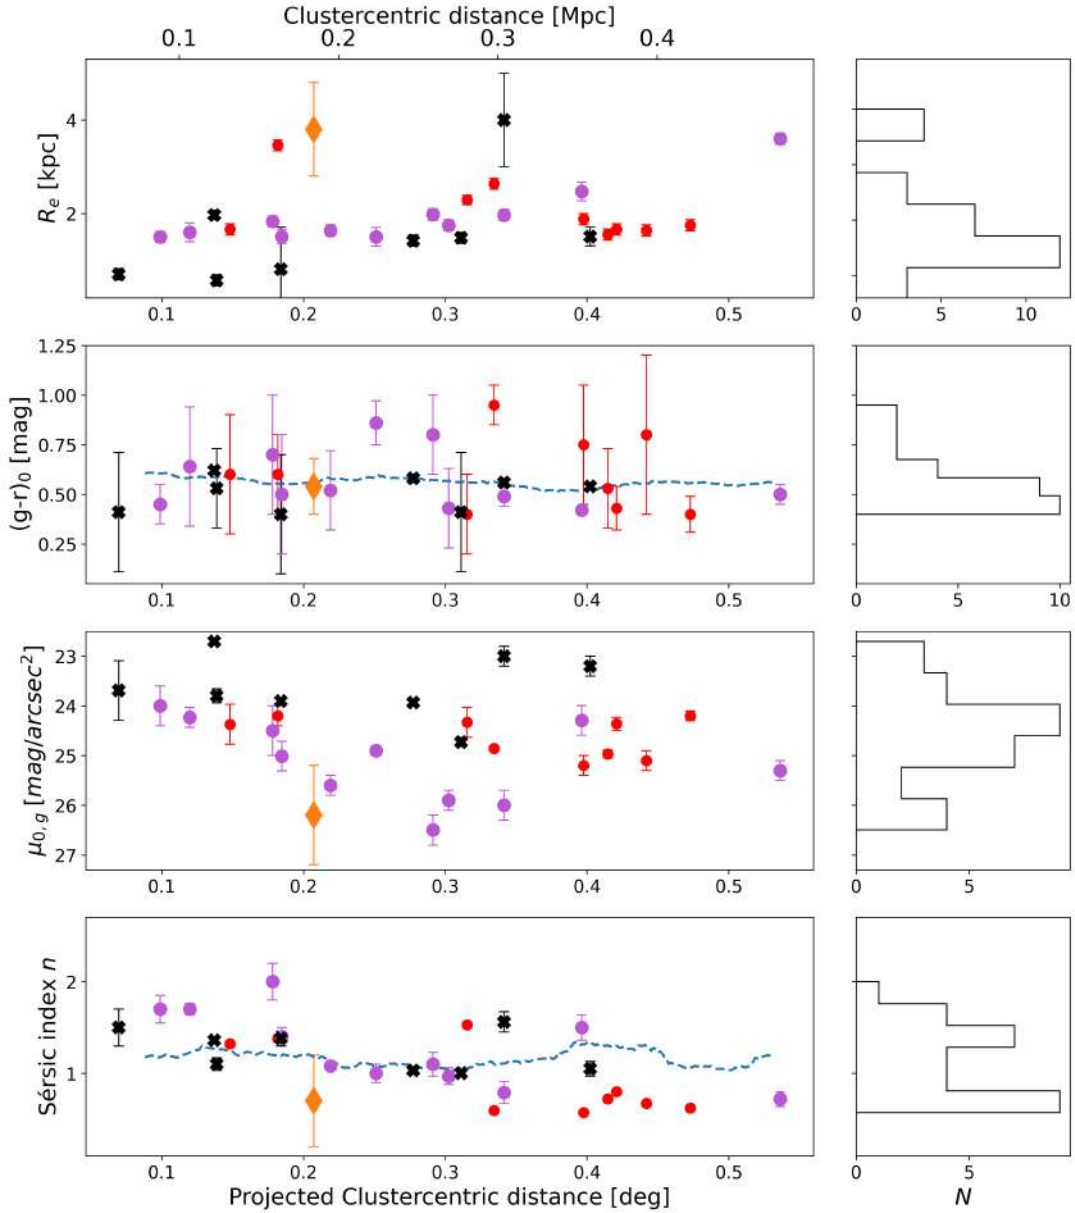 Clustercentric distance [Mpc]
0.1 0.2 0.3 0.4
4
2
R_e [kpc]
0.1 0.2 0.3 0.4 0.5
0 5 10
1.25
1.00
0.75
0.50
0.25
(g-r)_0 [mag]
0.1 0.2 0.3 0.4 0.5
0 5 10
23
24
25
26
27
μ_{0,g} [mag/arcsec²]
0.1 0.2 0.3 0.4 0.5
0 5
2
1
Sérsic index n
0.1 0.2 0.3 0.4 0.5
0 5
Projected Clustercentric distance [deg]
N